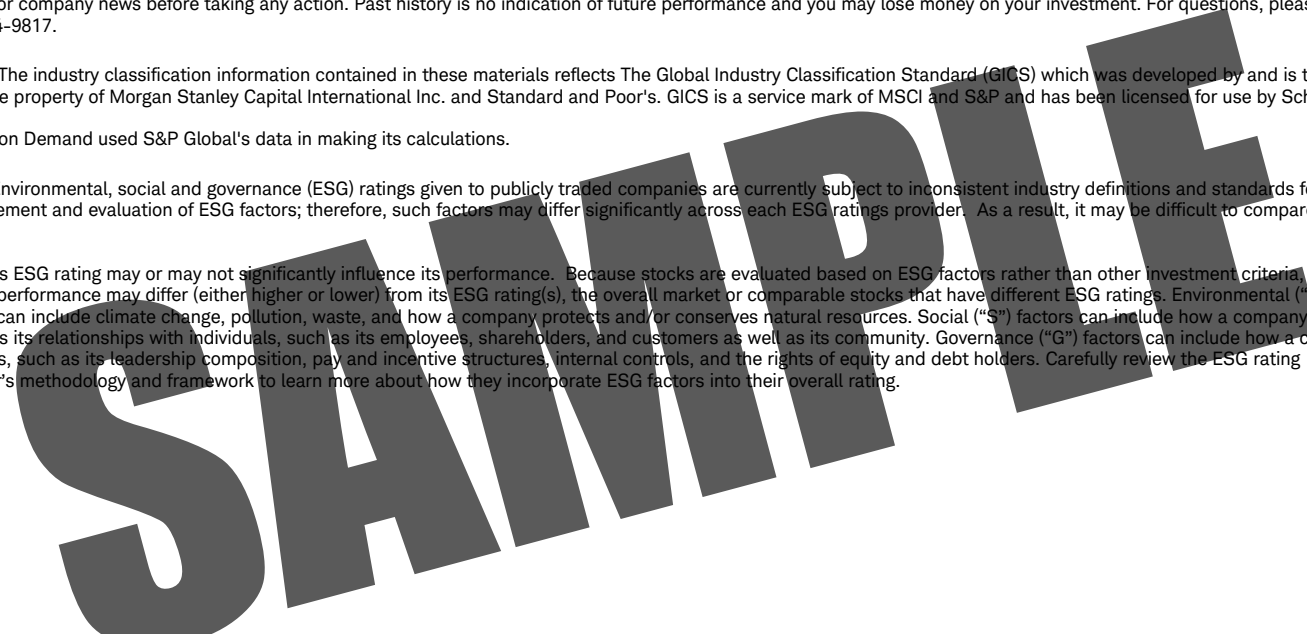 or company news before taking any action. Past history is no indication of future performance and you may lose money on your investment. For questions, pleas
4-9817.
The industry classification information contained in these materials reflects The Global Industry Classification Standard (GICS) which was developed by and is t
e property of Morgan Stanley Capital International Inc. and Standard and Poor's. GICS is a service mark of MSCI and S&P and has been licensed for use by Sch
on Demand used S&P Global's data in making its calculations.
nvironmental, social and governance (ESG) ratings given to publicly traded companies are currently subject to inconsistent industry definitions and standards fo
ement and evaluation of ESG factors; therefore, such factors may differ significantly across each ESG ratings provider.  As a result, it may be difficult to compare
s ESG rating may or may not significantly influence its performance.  Because stocks are evaluated based on ESG factors rather than other investment criteria,
performance may differ (either higher or lower) from its ESG rating(s), the overall market or comparable stocks that have different ESG ratings. Environmental (“
can include climate change, pollution, waste, and how a company protects and/or conserves natural resources. Social (“S”) factors can include how a company
s its relationships with individuals, such as its employees, shareholders, and customers as well as its community. Governance (“G”) factors can include how a c
s, such as its leadership composition, pay and incentive structures, internal controls, and the rights of equity and debt holders. Carefully review the ESG rating
’s methodology and framework to learn more about how they incorporate ESG factors into their overall rating.
SAMPLE